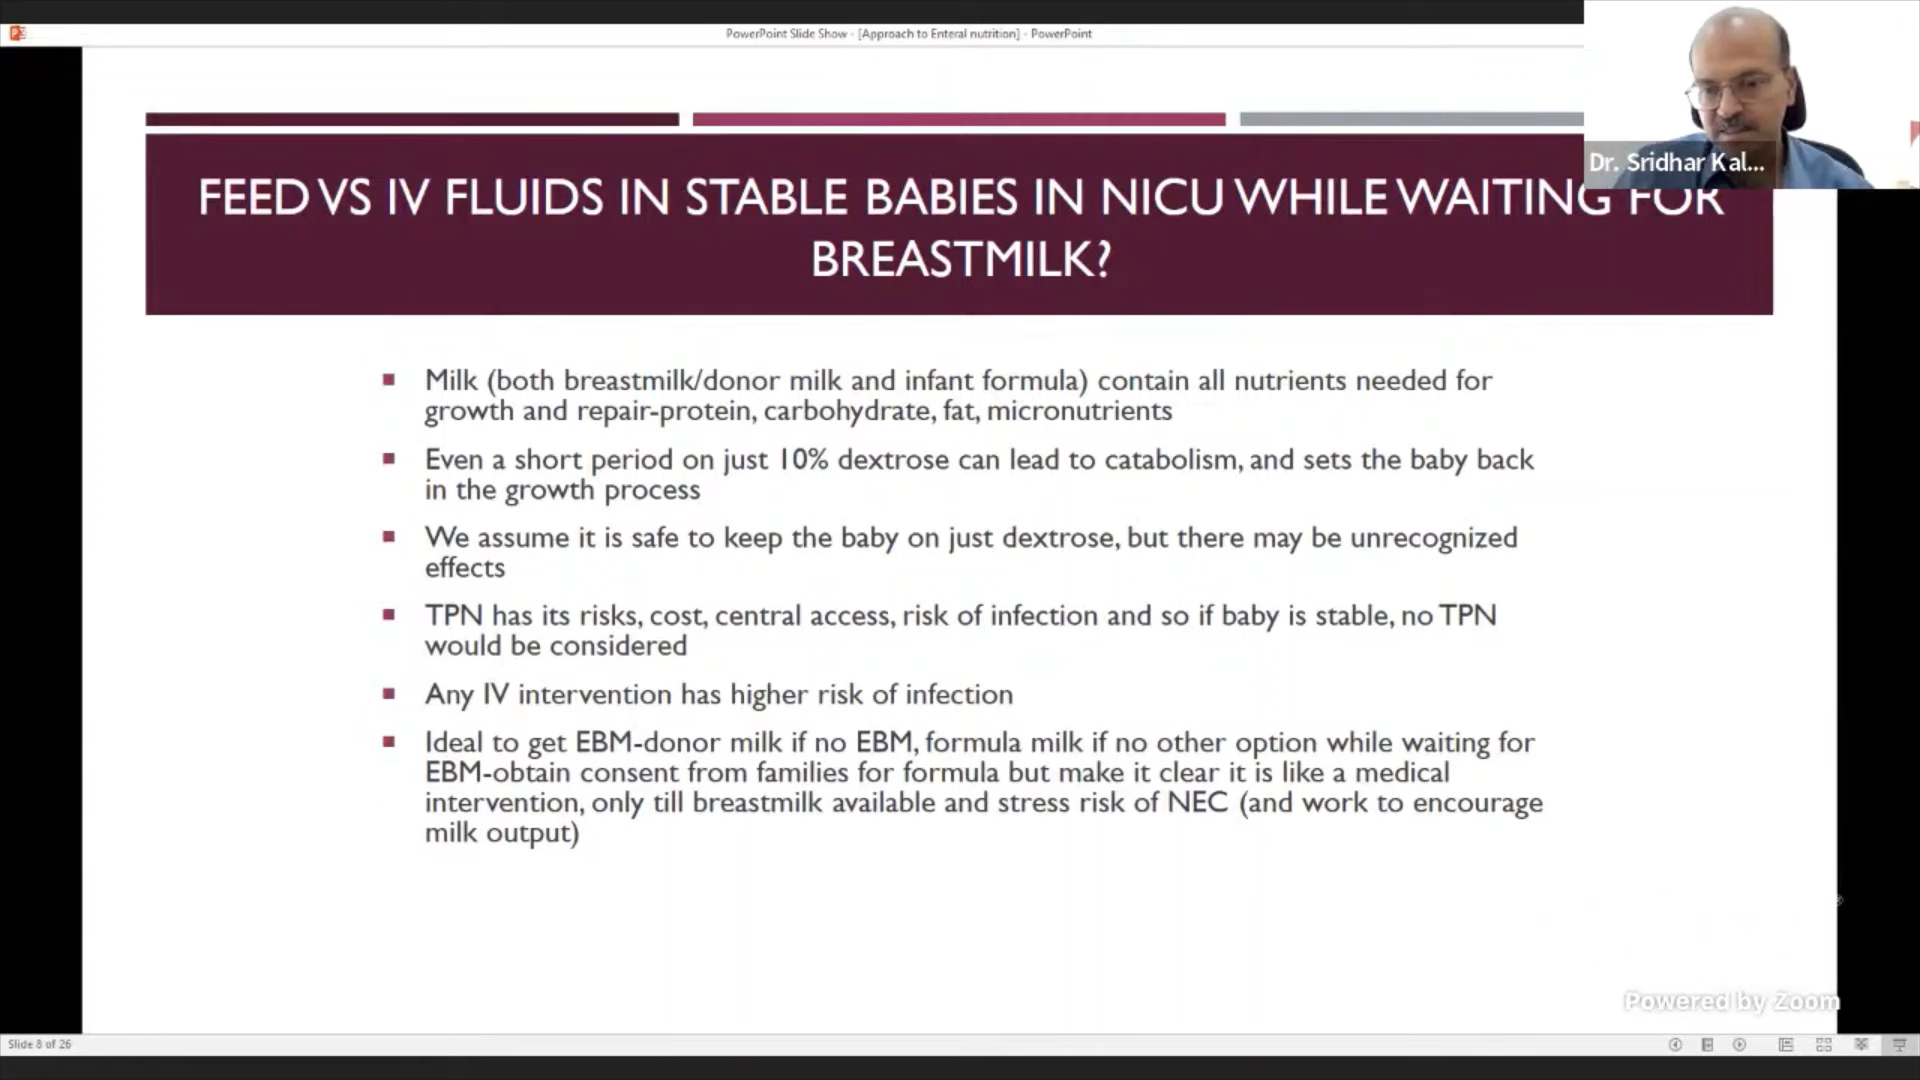 PowerPoint Slide Show - [Approach to Enteral nutrition] - PowerPoint
Dr. Sridhar Kal...
FEED VS IV FLUIDS IN STABLE BABIES IN NICU WHILE WAITING FOR
BREASTMILK?
Milk (both breastmilk/donor milk and infant formula) contain all nutrients needed for
growth and repair-protein, carbohydrate, fat, micronutrients
Even a short period on just 10% dextrose can lead to catabolism, and sets the baby back
in the growth process
We assume it is safe to keep the baby on just dextrose, but there may be unrecognized
effects
TPN has its risks, cost, central access, risk of infection and so if baby is stable, no TPN
would be considered
Any IV intervention has higher risk of infection
Ideal to get EBM-donor milk if no EBM, formula milk if no other option while waiting for
EBM-obtain consent from families for formula but make it clear it is like a medical
intervention, only till breastmilk available and stress risk of NEC (and work to encourage
milk output)
Powered by Zoom
Slide 8 of 26